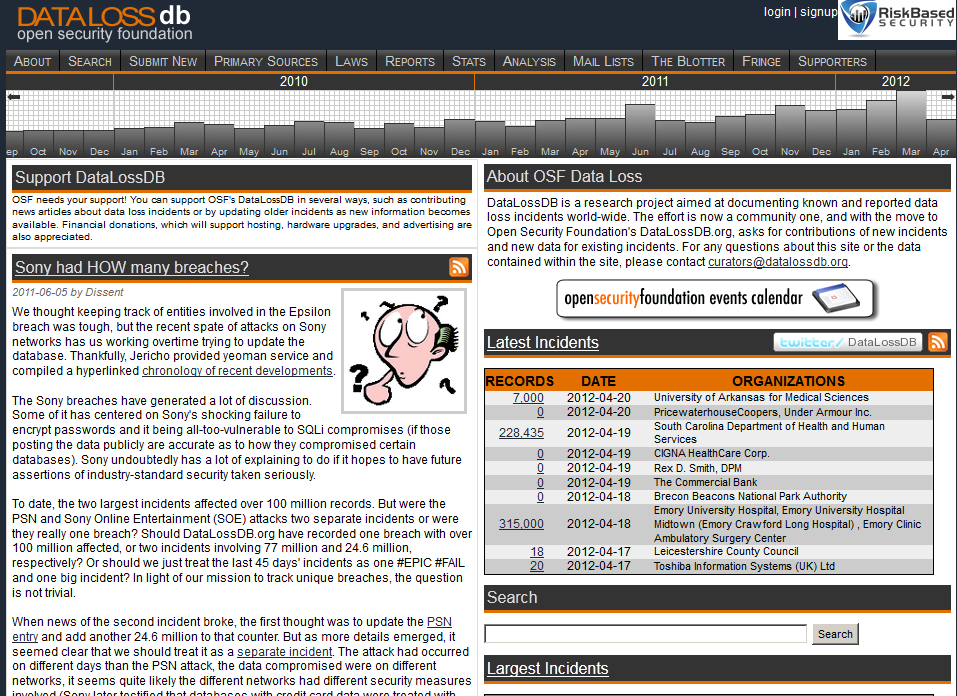 DATALOSS db
open security foundation
login | signup
RiskBased
SECURITY
About Search Submit New Primary Sources Laws Reports Stats Analysis Mail Lists The Blotter Fringe Supporters
2010 2011 2012
ep Oct Nov Dec Jan Feb Mar Apr May Jun Jul Aug Sep Oct Nov Dec Jan Feb Mar Apr May Jun Jul Aug Sep Oct Nov Dec Jan Feb Mar Apr
Support DataLossDB
OSF needs your support! You can support OSF's DataLossDB in several ways, such as contributing
news articles about data loss incidents or by updating older incidents as new information becomes
available. Financial donations, which will support hosting, hardware upgrades, and advertising are
also appreciated.
Sony had HOW many breaches?
2011-06-05 by Dissent
We thought keeping track of entities involved in the Epsilon
breach was tough, but the recent spate of attacks on Sony
networks has us working overtime trying to update the
database. Thankfully, Jericho provided yeoman service and
compiled a hyperlinked chronology of recent developments.
? ? ? ?
The Sony breaches have generated a lot of discussion.
Some of it has centered on Sony's shocking failure to
encrypt passwords and it being all-too-vulnerable to SQLi compromises (if those
posting the data publicly are accurate as to how they compromised certain
databases). Sony undoubtedly has a lot of explaining to do if it hopes to have future
assertions of industry-standard security taken seriously.
To date, the two largest incidents affected over 100 million records. But were the
PSN and Sony Online Entertainment (SOE) attacks two separate incidents or were
they really one breach? Should DataLossDB.org have recorded one breach with over
100 million affected, or two incidents involving 77 million and 24.6 million,
respectively? Or should we just treat the last 45 days' incidents as one #EPIC #FAIL
and one big incident? In light of our mission to track unique breaches, the question
is not trivial.
When news of the second incident broke, the first thought was to update the PSN
entry and add another 24.6 million to that counter. But as more details emerged, it
seemed clear that we should treat it as a separate incident. The attack had occurred
on different days than the PSN attack, the data compromised were on different
networks, it seems quite likely the different networks had different security measures
involved (Sony later testified that databases with credit card data were treated with
About OSF Data Loss
DataLossDB is a research project aimed at documenting known and reported data
loss incidents world-wide. The effort is now a community one, and with the move to
Open Security Foundation's DataLossDB.org, asks for contributions of new incidents
and new data for existing incidents. For any questions about this site or the data
contained within the site, please contact curators@datalossdb.org.
opensecurityfoundation events calendar
Latest Incidents
twitter/ DataLossDB
RECORDS DATE ORGANIZATIONS
7,000 2012-04-20 University of Arkansas for Medical Sciences
0 2012-04-20 PricewaterhouseCoopers, Under Armour Inc.
228,435 2012-04-19 South Carolina Department of Health and Human
Services
0 2012-04-19 CIGNA HealthCare Corp.
0 2012-04-19 Rex D. Smith, DPM
0 2012-04-19 The Commercial Bank
0 2012-04-18 Brecon Beacons National Park Authority
315,000 2012-04-18 Emory University Hospital, Emory University Hospital
Midtown (Emory Crawford Long Hospital) , Emory Clinic
Ambulatory Surgery Center
18 2012-04-17 Leicestershire County Council
20 2012-04-17 Toshiba Information Systems (UK) Ltd
Search
Search
Largest Incidents